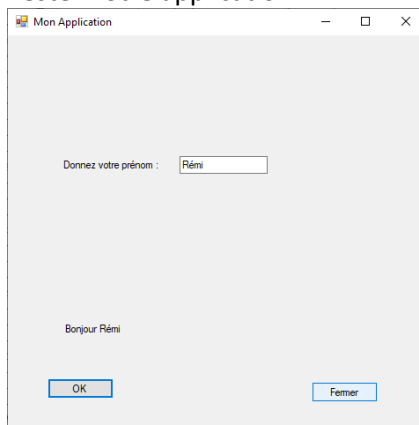 Mon Application
Donnez votre prénom :
Rémi
Bonjour Rémi
OK
Fermer